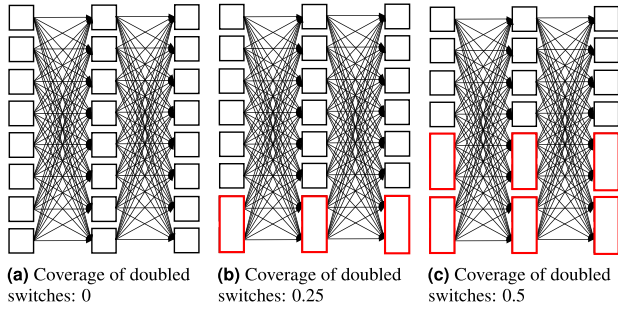 (a) Coverage of doubled
switches: 0
(b) Coverage of doubled
switches: 0.25
(c) Coverage of doubled
switches: 0.5